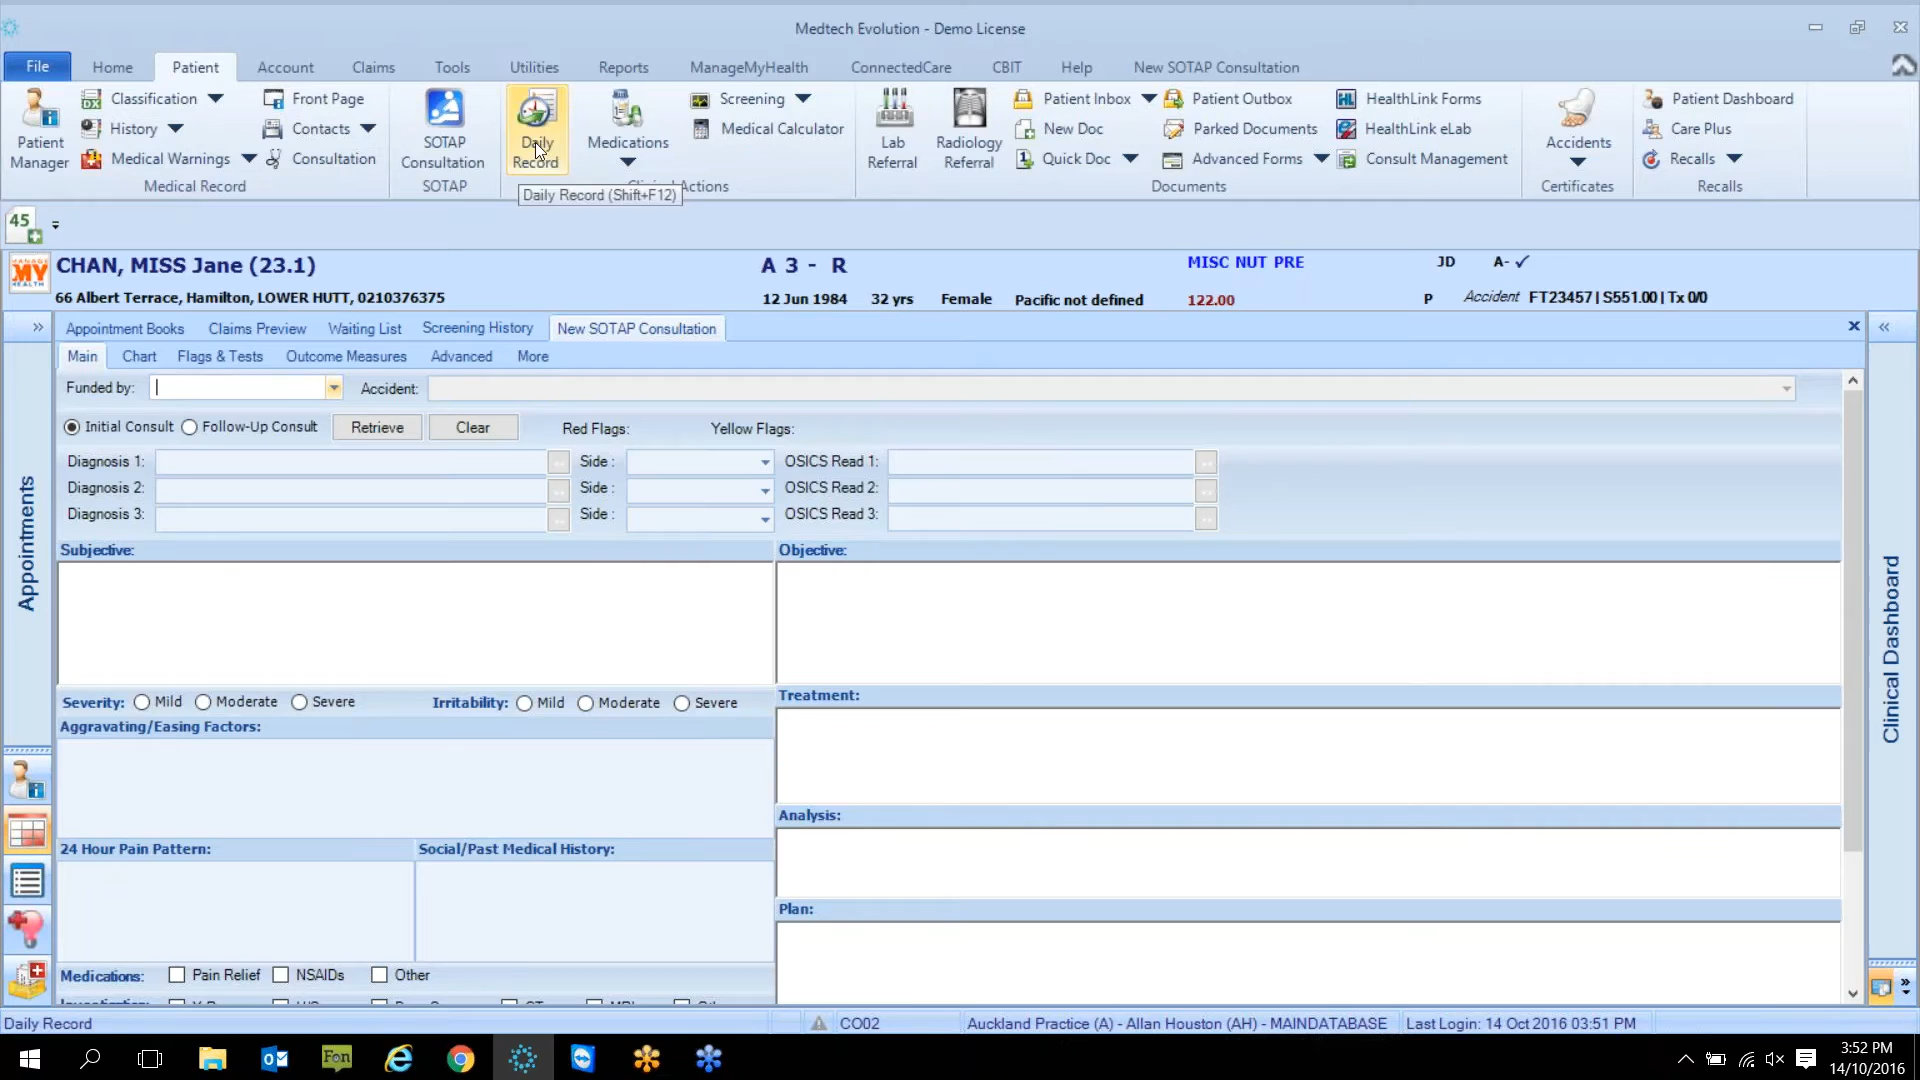 Medtech Evolution - Demo License
File Home Patient Account Claims Tools Utilities Reports ManageMyHealth ConnectedCare CBIT Help New SOTAP Consultation
Patient Manager
Classification
History
Medical Warnings
Front Page
Contacts
Consultation
Medical Record
SOTAP Consultation
SOTAP
Daily Record
Medications
Screening
Medical Calculator
Actions
Daily Record (Shift+F12)
Lab Referral
Radiology Referral
Patient Inbox
New Doc
Quick Doc
Patient Outbox
Parked Documents
Advanced Forms
HealthLink Forms
HealthLink eLab
Consult Management
Documents
Accidents
Certificates
Patient Dashboard
Care Plus
Recalls
Recalls
45
MANAGE MY HEALTH
CHAN, MISS Jane (23.1) A 3 - R MISC NUT PRE JD A-
66 Albert Terrace, Hamilton, LOWER HUTT, 0210376375 12 Jun 1984 32 yrs Female Pacific not defined 122.00 P Accident FT23457 | S551.00 | Tx 0/0
Appointment Books Claims Preview Waiting List Screening History New SOTAP Consultation
Main Chart Flags & Tests Outcome Measures Advanced More
Funded by: Accident:
Initial Consult Follow-Up Consult Retrieve Clear Red Flags: Yellow Flags:
Diagnosis 1: Side : OSICS Read 1:
Diagnosis 2: Side : OSICS Read 2:
Diagnosis 3: Side : OSICS Read 3:
Subjective: Objective:
Severity: Mild Moderate Severe Irritability: Mild Moderate Severe
Treatment:
Aggravating/Easing Factors:
Analysis:
24 Hour Pain Pattern: Social/Past Medical History:
Plan:
Medications: Pain Relief NSAIDs Other
Appointments
Clinical Dashboard
Daily Record CO02 Auckland Practice (A) - Allan Houston (AH) - MAINDATABASE Last Login: 14 Oct 2016 03:51 PM
Fon
3:52 PM
14/10/2016